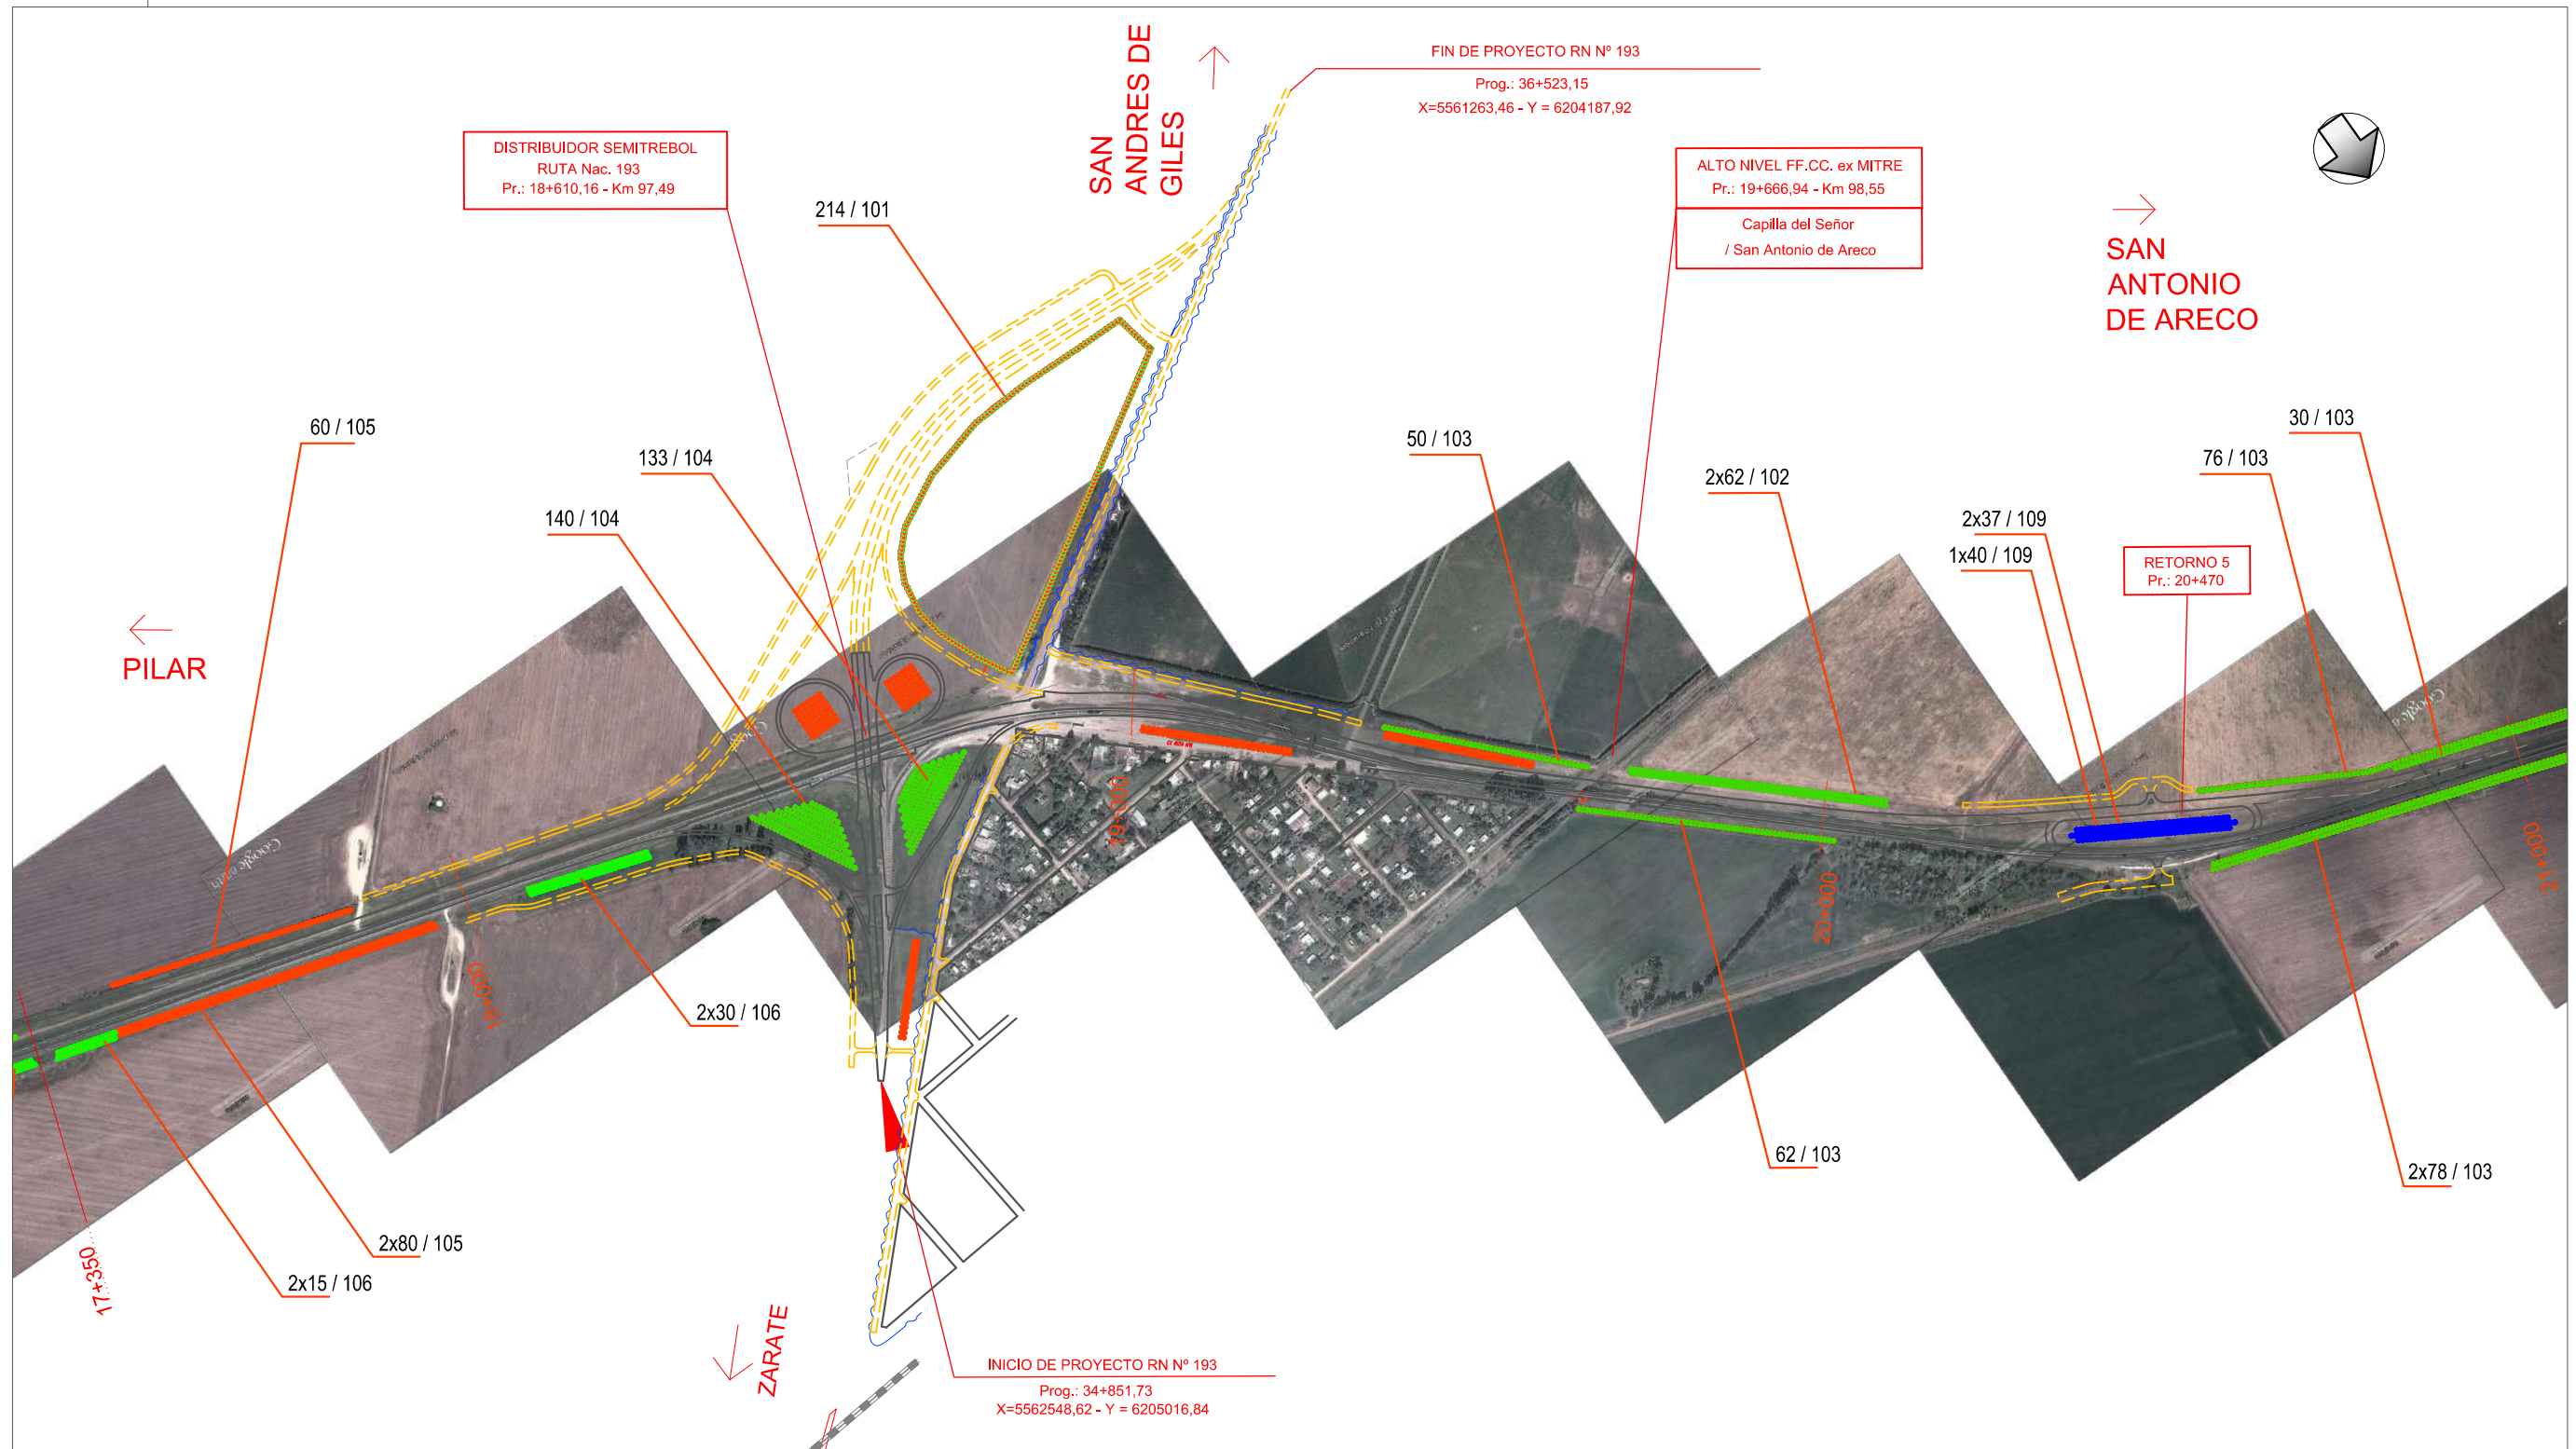 SAN
ANDRES DE
GILES
FIN DE PROYECTO RN Nº 193
Prog.: 36+523,15
X=5561263,46 - Y = 6204187,92
DISTRIBUIDOR SEMITREBOL
RUTA Nac. 193
Pr.: 18+610,16 - Km 97,49
ALTO NIVEL FF.CC. ex MITRE
Pr.: 19+666,94 - Km 98,55
Capilla del Señor
/ San Antonio de Areco
214 / 101
SAN
ANTONIO
DE ARECO
60 / 105
133 / 104
140 / 104
50 / 103
2x62 / 102
30 / 103
76 / 103
2x37 / 109
1x40 / 109
RETORNO 5
Pr.: 20+470
PILAR
Google
Google
Google
19+000
20+000
21+000
18+000
17+350
2x30 / 106
62 / 103
2x78 / 103
2x80 / 105
2x15 / 106
ZARATE
INICIO DE PROYECTO RN Nº 193
Prog.: 34+851,73
X=5562548,62 - Y = 6205016,84